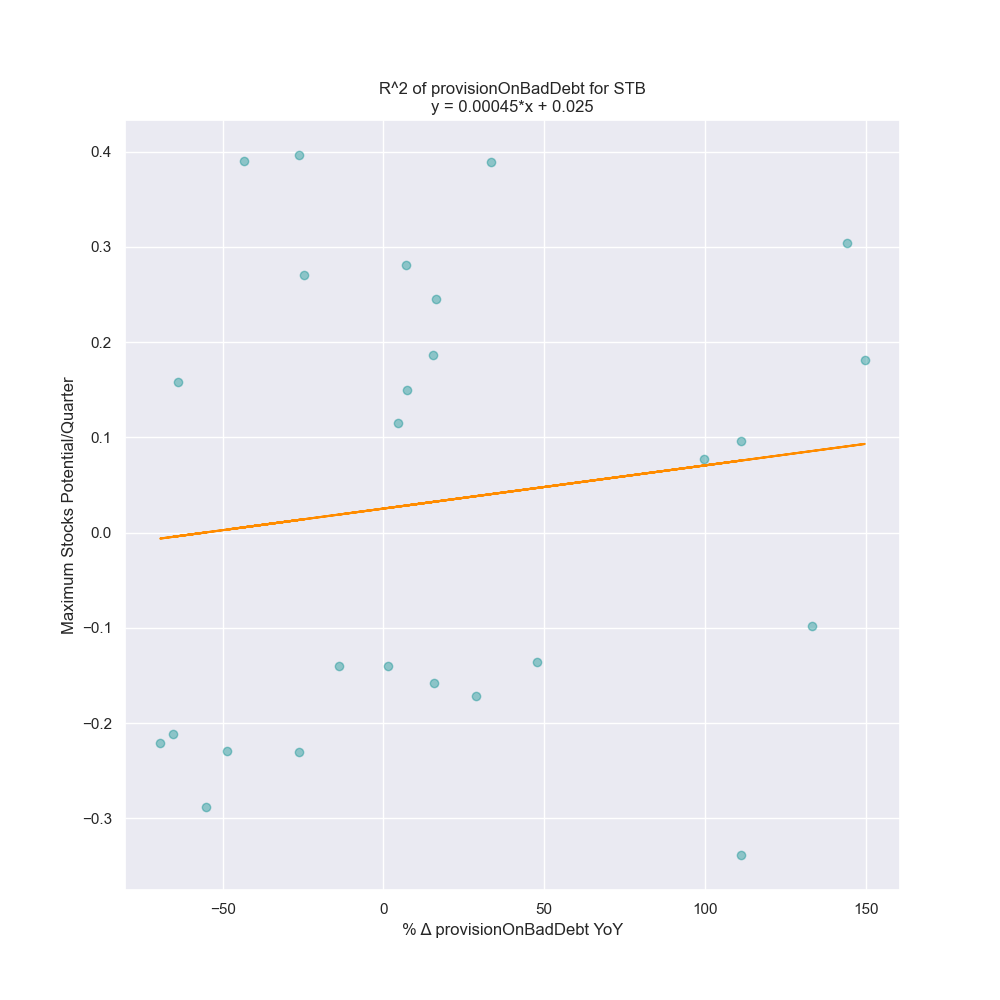 R^2 of provisionOnBadDebt for STB
y = 0.00045*x + 0.025
Maximum Stocks Potential/Quarter
0.4
0.3
0.2
0.1
0.0
−0.1
−0.2
−0.3
−50 0 50 100 150
% Δ provisionOnBadDebt YoY